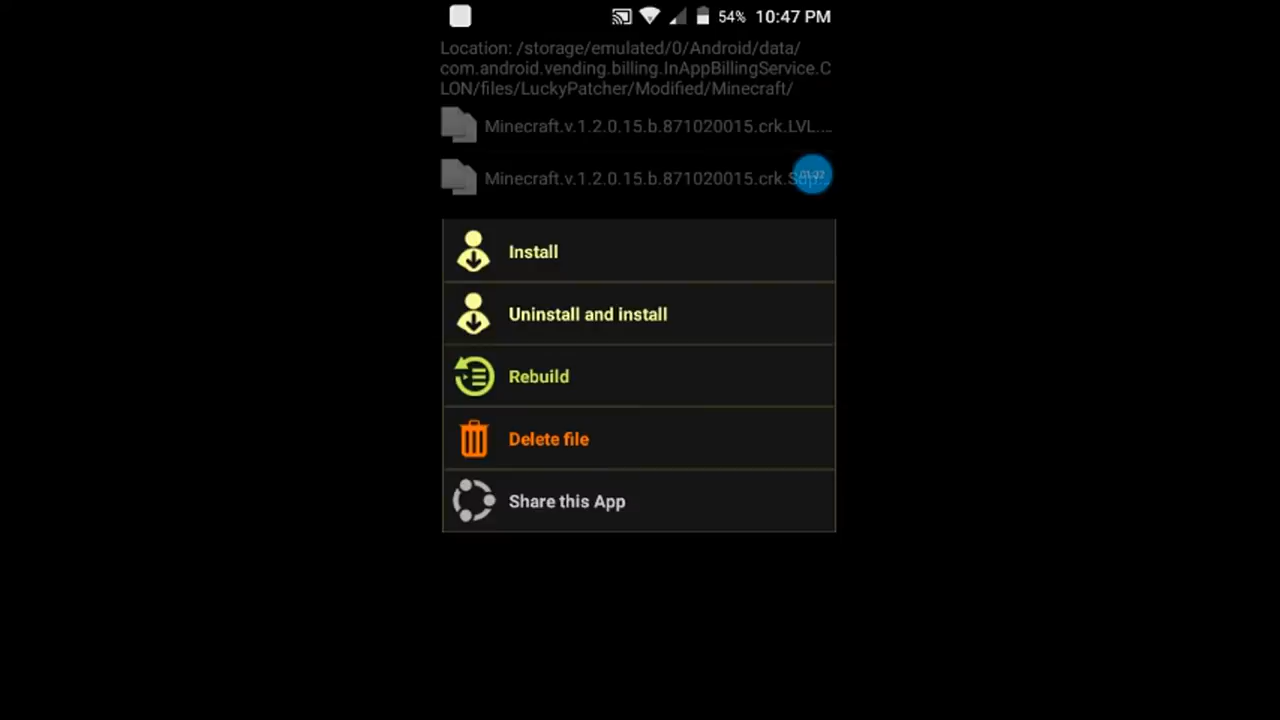 54% 10:47 PM
Location: /storage/emulated/0/Android/data/
com.android.vending.billing.InAppBillingService.C
LON/files/LuckyPatcher/Modified/Minecraft/
Minecraft.v.1.2.0.15.b.871020015.crk.LVL...
Minecraft.v.1.2.0.15.b.871020015.crk.Sup...
Install
Uninstall and install
Rebuild
Delete file
Share this App